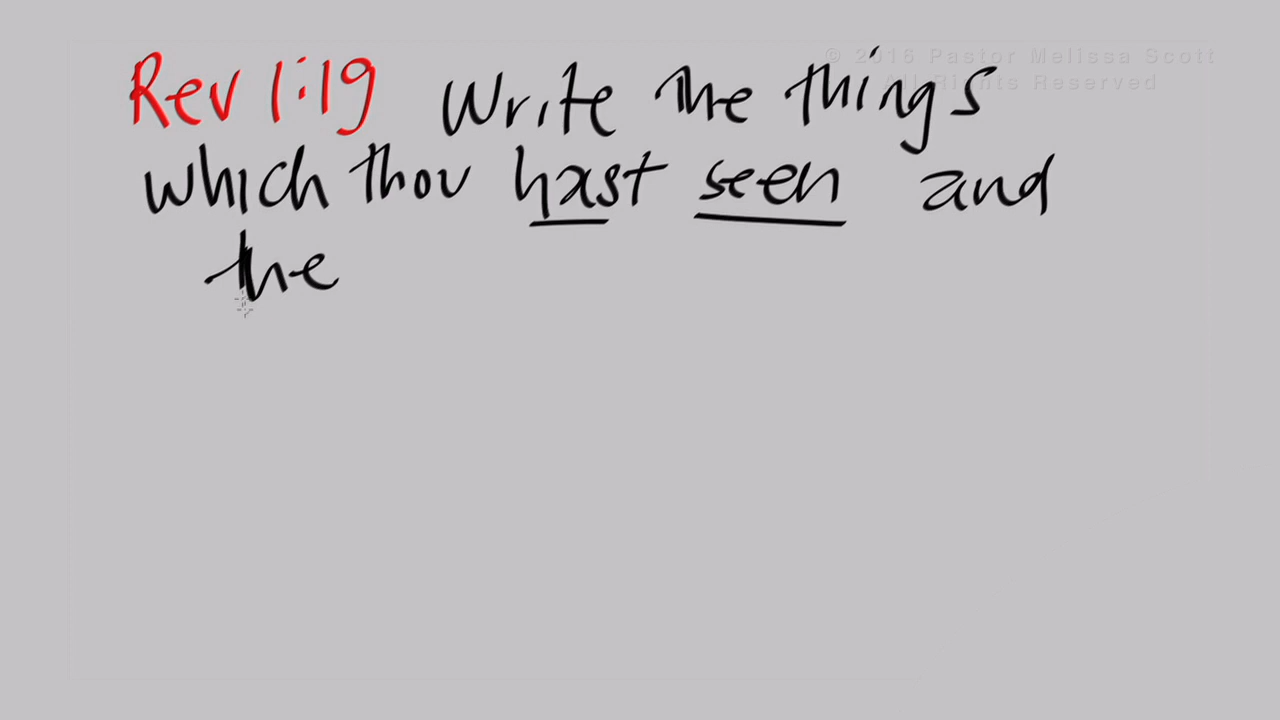 © 2016 Pastor Melissa Scott
All Rights Reserved
Rev 1:19 Write the things
which thou hast seen and
the